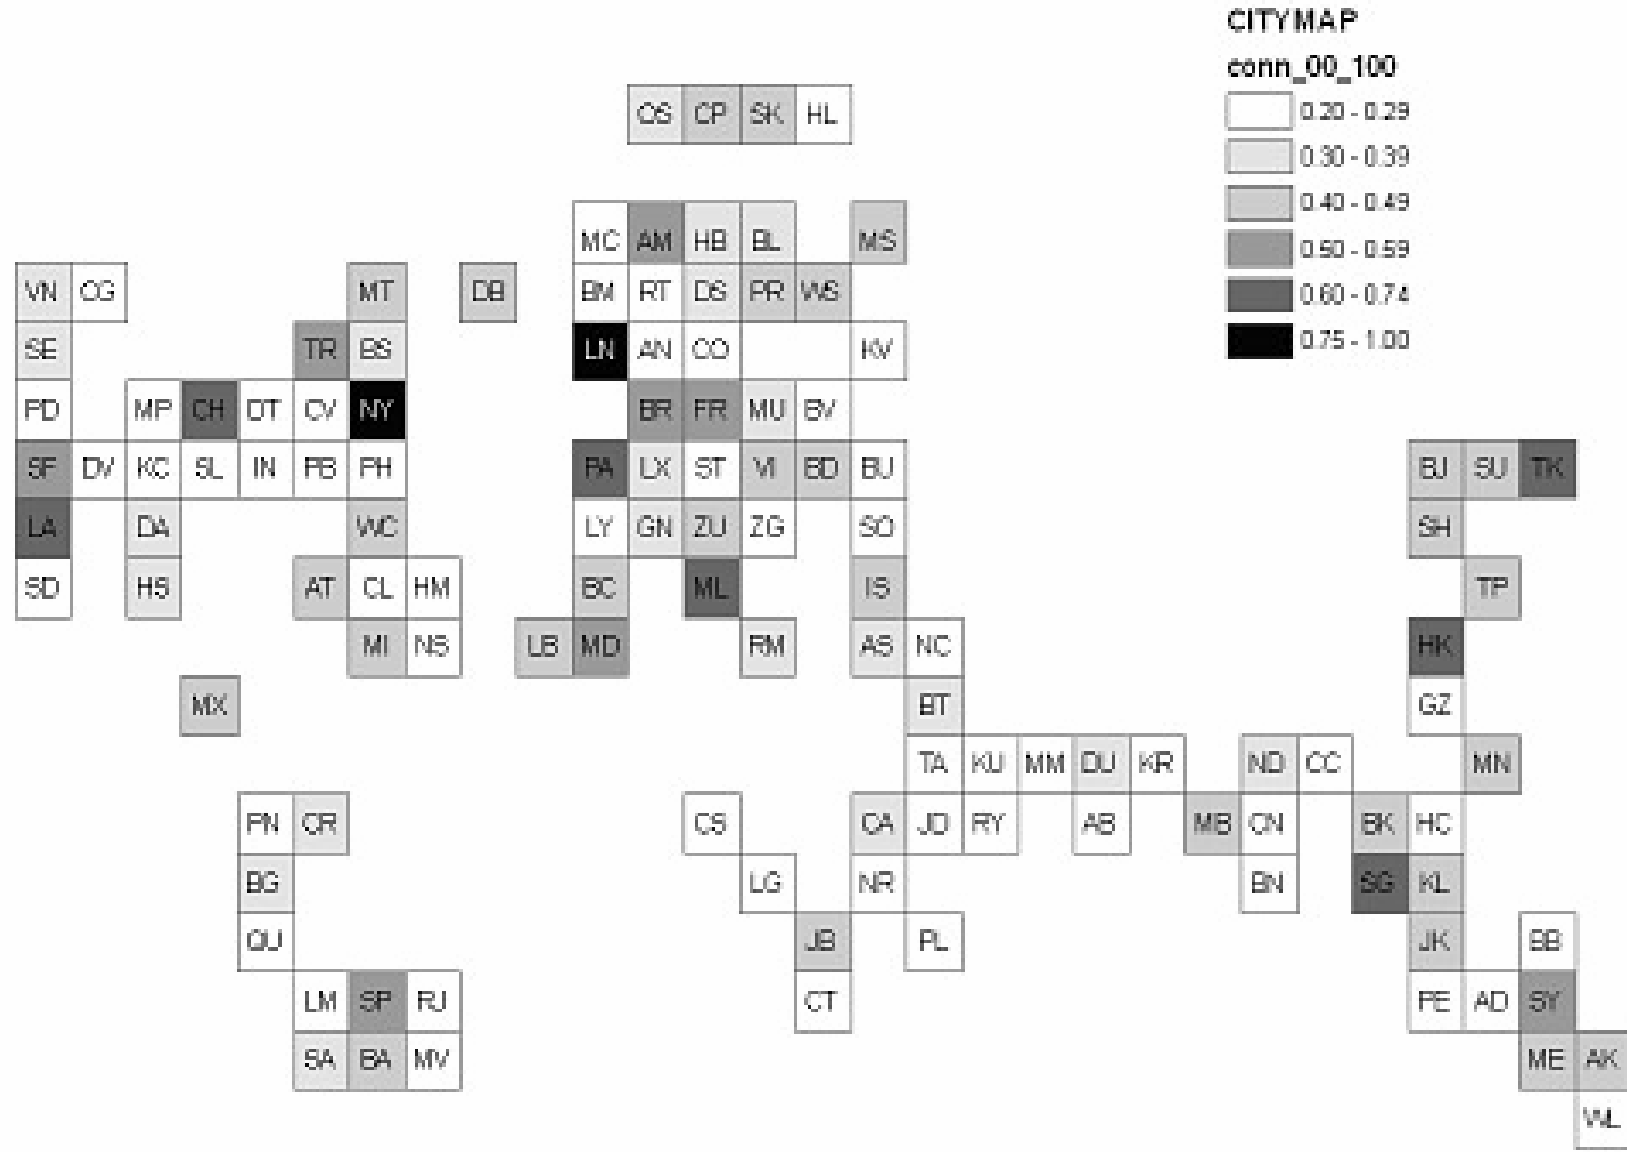 CITYMAP
conn_00_100
0.20 - 0.29
0.30 - 0.39
0.40 - 0.49
0.50 - 0.59
0.60 - 0.74
0.75 - 1.00
OS CP SK HL
MC AM HB BL MS
VN CG MT DB BM RT DS PR WS
SE TR BS LN AN CO KV
PD MP CH DT CV NY BR FR MU BV
SF DV KC SL IN PB PH PA LX ST VI BD BU BJ SU TK
LA DA WC LY GN ZU ZG SO SH
SD HS AT CL HM BC ML IS TP
MI NS LB MD RM AS NC HK
MX BT GZ
TA KU MM DU KR ND CC MN
PN CR CS CA JD RY AB MB CN BK HC
BG LG NR BN SG KL
QU JB PL JK BB
LM SP RJ CT PE AD SY
SA BA MV ME AK
WL